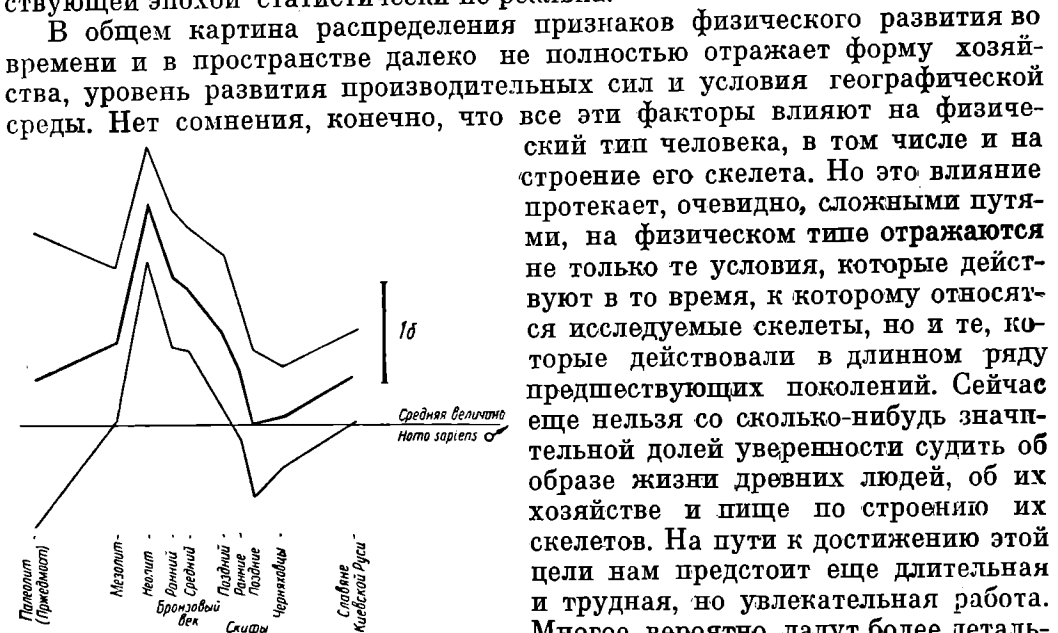 ствующей эпохой статистически не реальна.
В общем картина распределения признаков физического развития во
времени и в пространстве далеко не полностью отражает форму хозяй-
ства, уровень развития производительных сил и условия географической
среды. Нет сомнения, конечно, что все эти факторы влияют на физиче-
ский тип человека, в том числе и на
строение его скелета. Но это влияние
протекает, очевидно, сложными путя-
ми, на физическом типе отражаются
не только те условия, которые дейст-
вуют в то время, к которому относят-
ся исследуемые скелеты, но и те, ко-
торые действовали в длинном ряду
предшествующих поколений. Сейчас
еще нельзя со сколько-нибудь значи-
тельной долей уверенности судить об
образе жизни древних людей, об их
хозяйстве и пище по строению их
скелетов. На пути к достижению этой
цели нам предстоит еще длительная
и трудная, но увлекательная работа.
Многое, вероятно, дадут более деталь-
1б
Средняя величина
Homo sapiens ♂
Палеолит
(Пржедмост) -
Мезолит -
Неолит -
Ранний -
Средний -
Поздний -
Бронзовый
век
Ранние -
Поздние
Скифы
Черняховцы -
Славяне
Киевской Руси -